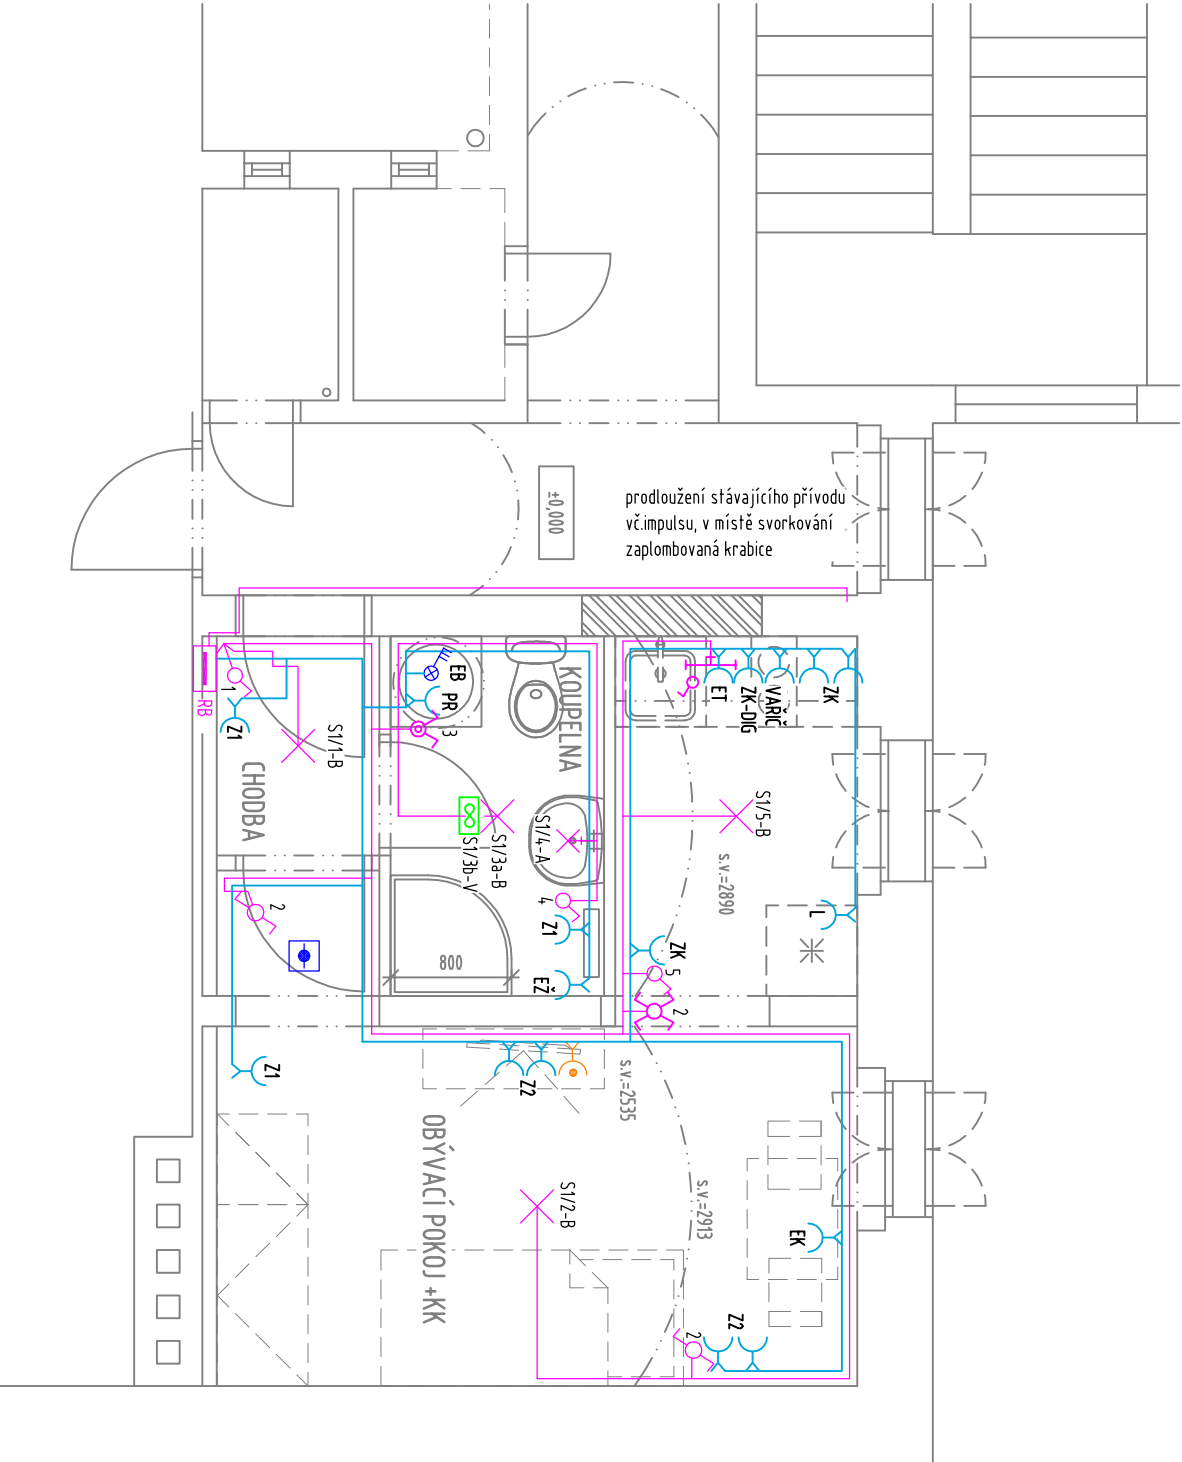 ±0,000
prodloužení stávajícího přívodu
vč.impulsu, v místě svorkování
zaplombovaná krabice
RB
1
Z1
S1/1-B
CHODBA
EB
PR
3
KOUPELNA
S1/3a-B
S1/3b-V
S1/4-A
4
Z1
EŽ
800
ET
ZK-DIG
VAŘIČ
ZK
S1/5-B
s.v.=2890
L
ZK
5
2
2
Z1
Z2
s.v.=2535
OBÝVACÍ POKOJ +KK
S1/2-B
s.v.=2913
EK
Z2
2